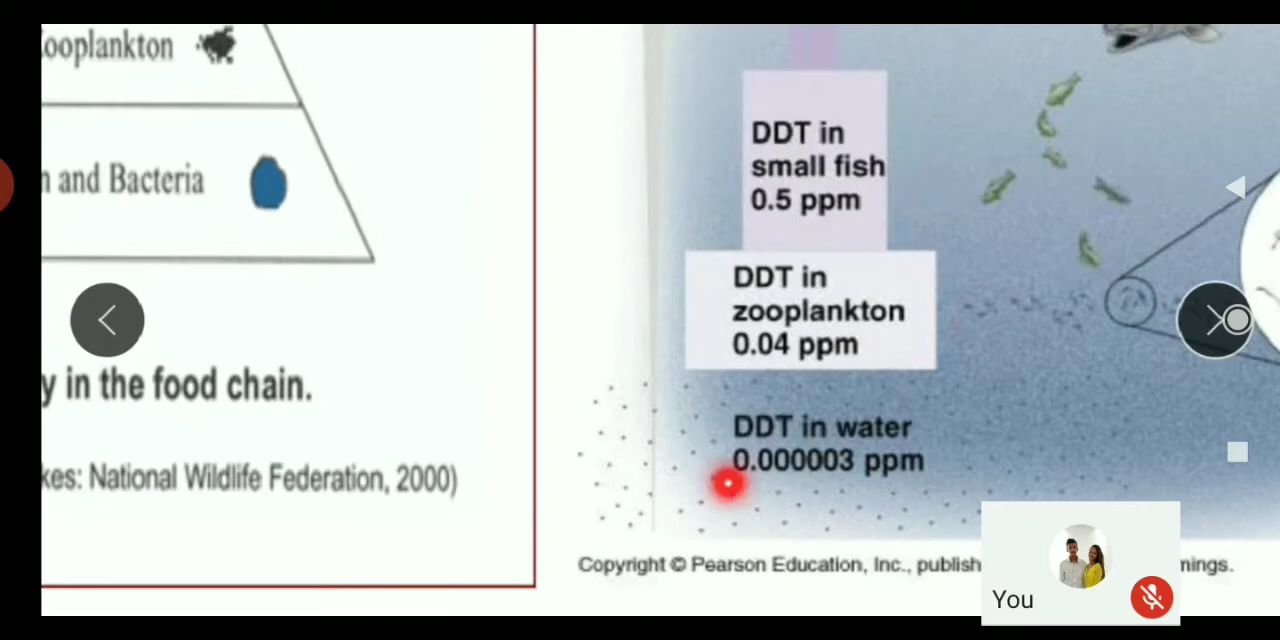 ooplankton
and Bacteria
y in the food chain.
kes: National Wildlife Federation, 2000)
DDT in
small fish
0.5 ppm
DDT in
zooplankton
0.04 ppm
DDT in water
0.000003 ppm
Copyright © Pearson Education, Inc., publish
nings.
You